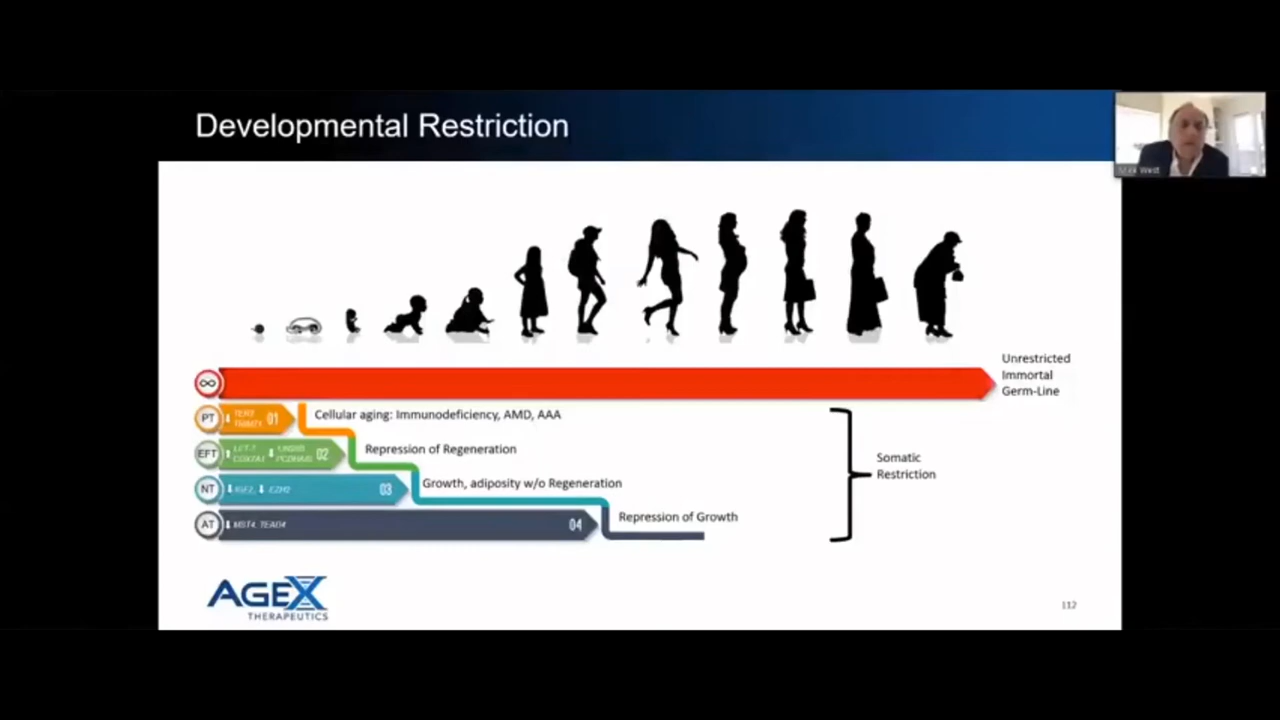 Developmental Restriction
West
Unrestricted
Immortal
Germ-Line
∞
PT 01
Cellular aging: Immunodeficiency, AMD, AAA
EFT 02
Repression of Regeneration
NT 03
Growth, adiposity w/o Regeneration
AT 04
Repression of Growth
Somatic
Restriction
AGEX
THERAPEUTICS
112